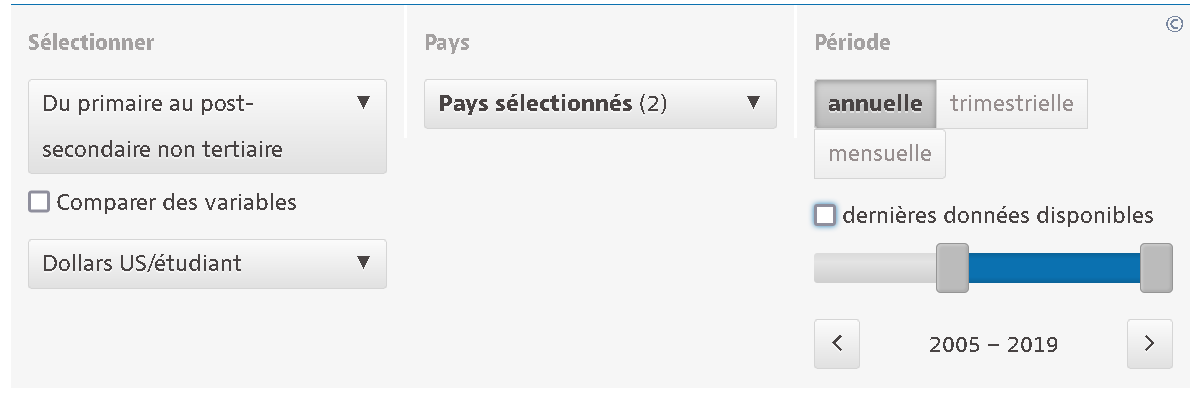 ©
Sélectionner
Du primaire au post-
secondaire non tertiaire
Comparer des variables
Dollars US/étudiant
Pays
Pays sélectionnés (2)
Période
annuelle
trimestrielle
mensuelle
dernières données disponibles
2005 – 2019